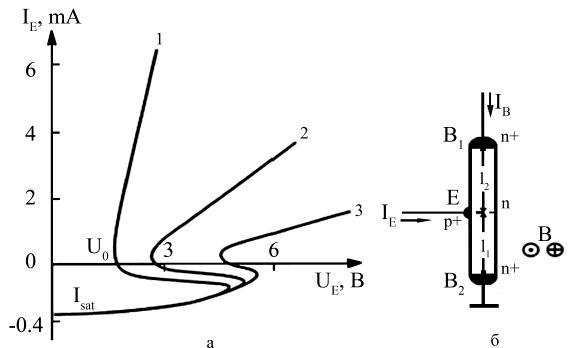 I_E, mA
1
6
4
2
2
3
0
U_0
3
6
U_E, B
I_sat
-0.4
а
I_B
B_1
n+
l_2
E
n
I_E
p+
B
l_1
n+
B_2
б